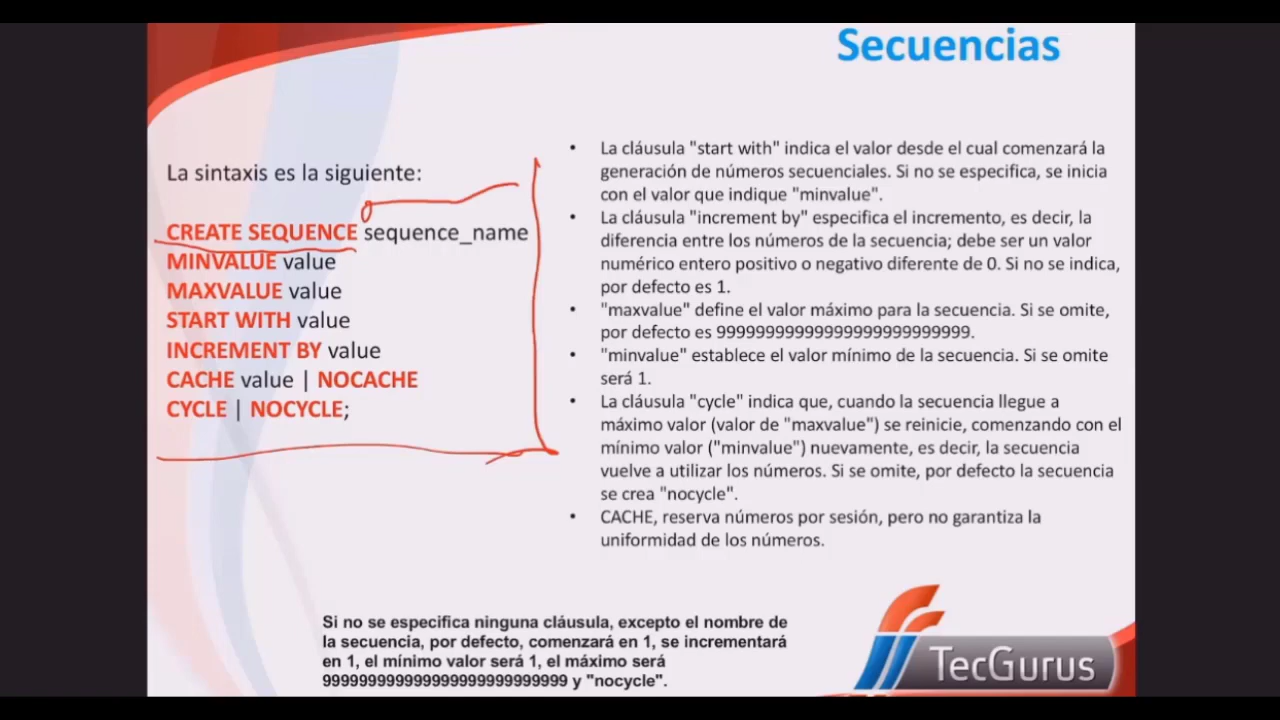 Secuencias
La sintaxis es la siguiente:
CREATE SEQUENCE sequence_name
MINVALUE value
MAXVALUE value
START WITH value
INCREMENT BY value
CACHE value | NOCACHE
CYCLE | NOCYCLE;
• La cláusula "start with" indica el valor desde el cual comenzará la
generación de números secuenciales. Si no se especifica, se inicia
con el valor que indique "minvalue".
• La cláusula "increment by" especifica el incremento, es decir, la
diferencia entre los números de la secuencia; debe ser un valor
numérico entero positivo o negativo diferente de 0. Si no se indica,
por defecto es 1.
• "maxvalue" define el valor máximo para la secuencia. Si se omite,
por defecto es 999999999999999999999999999.
• "minvalue" establece el valor mínimo de la secuencia. Si se omite
será 1.
• La cláusula "cycle" indica que, cuando la secuencia llegue a
máximo valor (valor de "maxvalue") se reinicie, comenzando con el
mínimo valor ("minvalue") nuevamente, es decir, la secuencia
vuelve a utilizar los números. Si se omite, por defecto la secuencia
se crea "nocycle".
• CACHE, reserva números por sesión, pero no garantiza la
uniformidad de los números.
Si no se especifica ninguna cláusula, excepto el nombre de
la secuencia, por defecto, comenzará en 1, se incrementará
en 1, el mínimo valor será 1, el máximo será
999999999999999999999999999 y "nocycle".
TecGurus